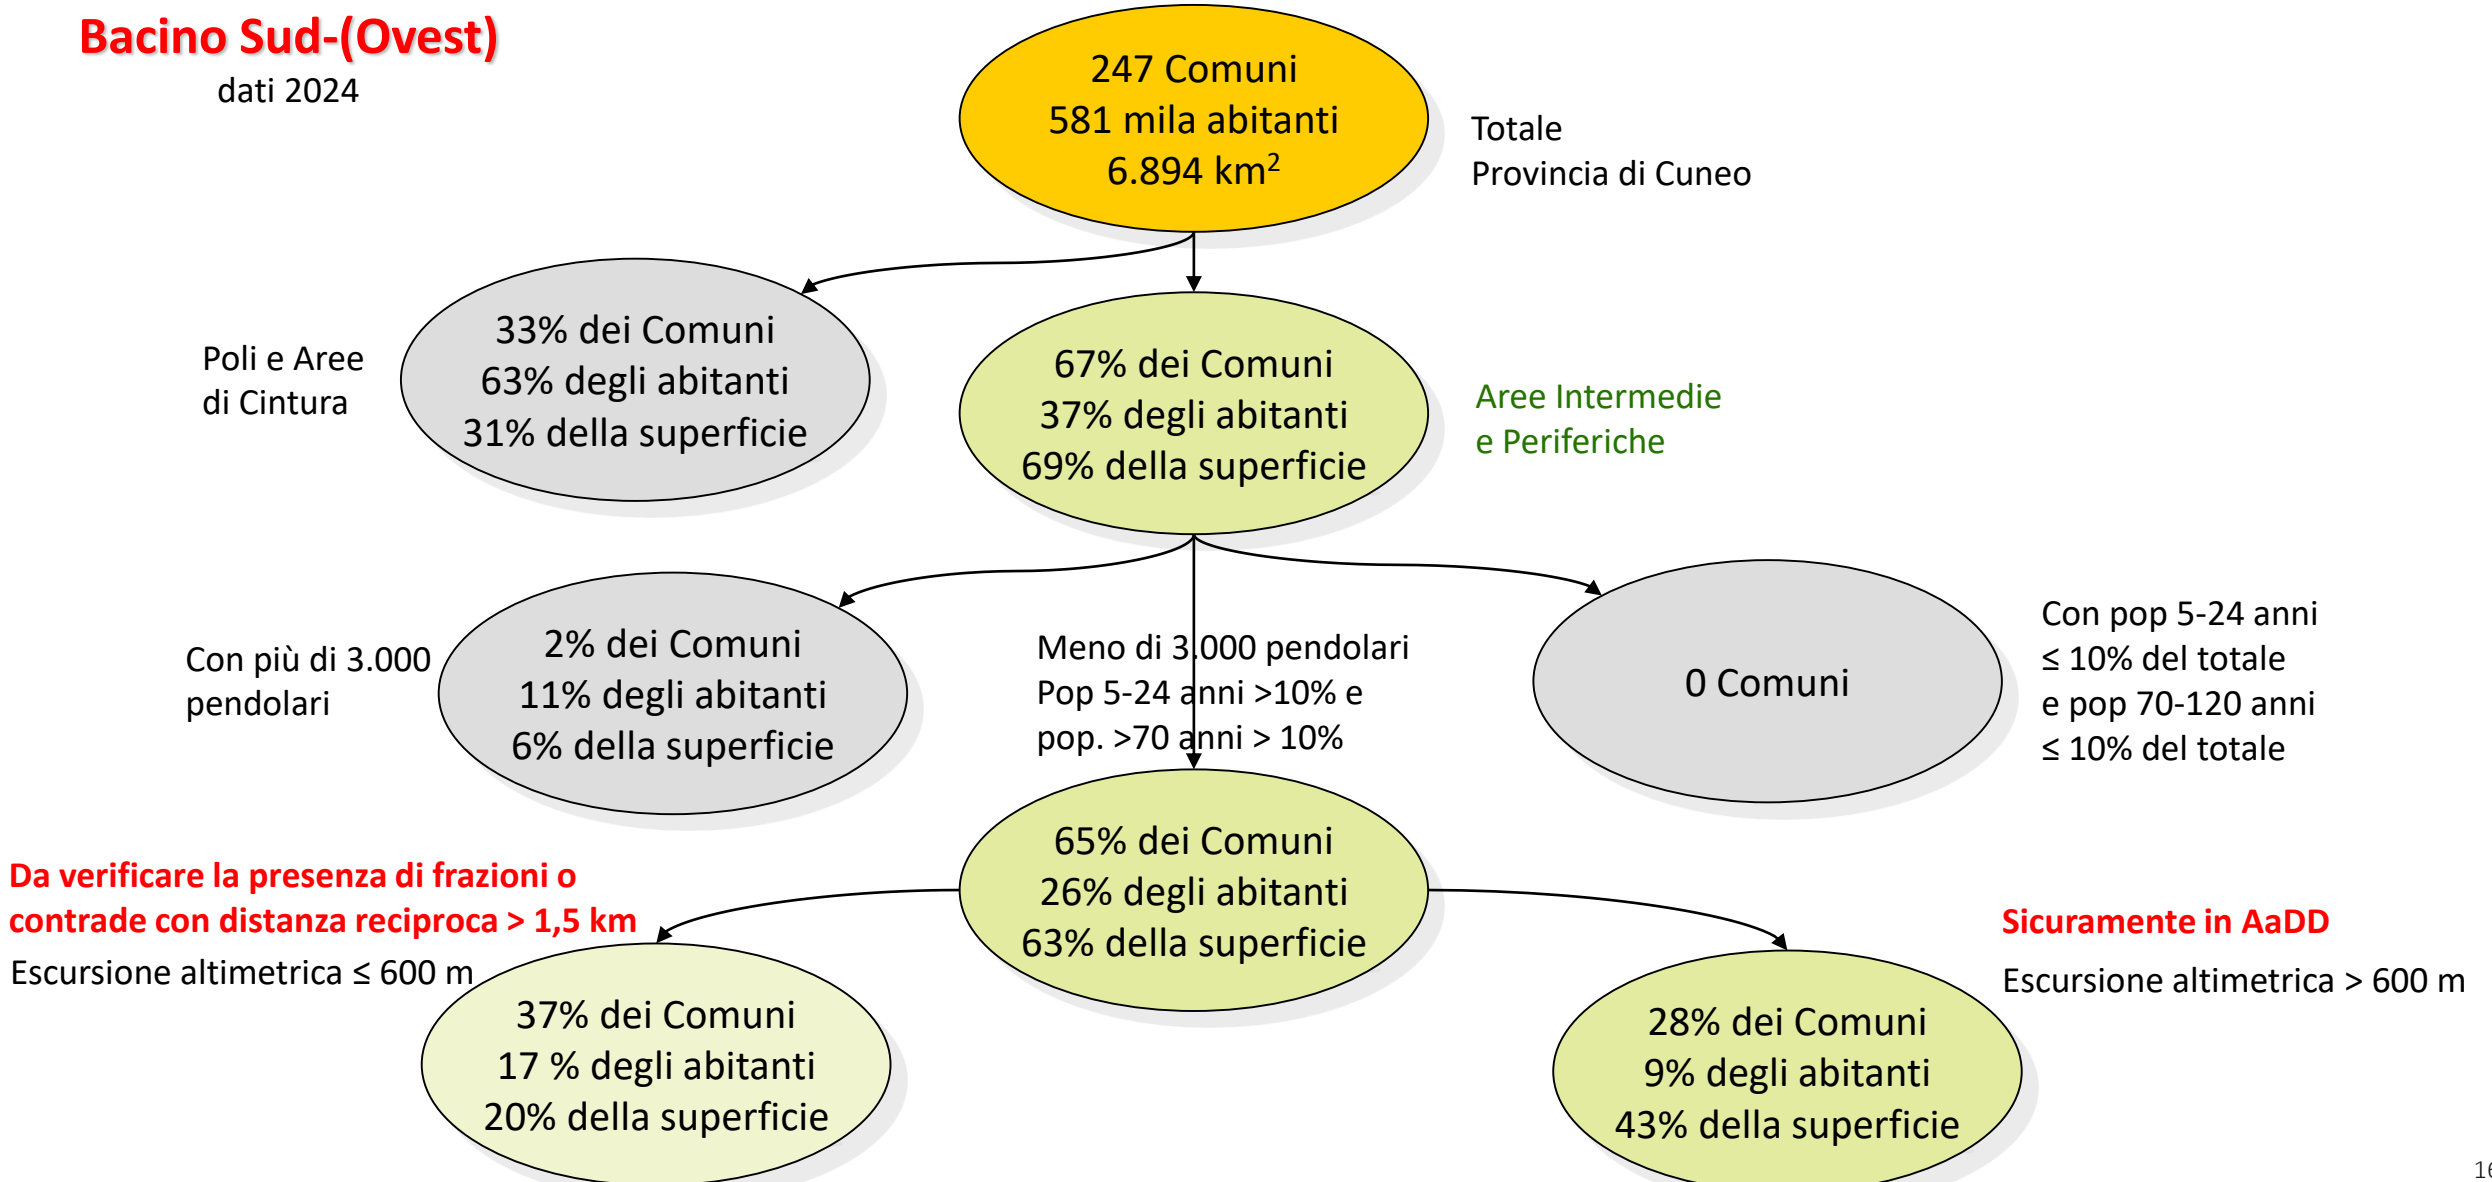 Bacino Sud-(Ovest)
dati 2024
247 Comuni
581 mila abitanti
6.894 km²
Totale
Provincia di Cuneo
Poli e Aree
di Cintura
33% dei Comuni
63% degli abitanti
31% della superficie
67% dei Comuni
37% degli abitanti
69% della superficie
Aree Intermedie
e Periferiche
Con più di 3.000
pendolari
2% dei Comuni
11% degli abitanti
6% della superficie
Meno di 3.000 pendolari
Pop 5-24 anni >10% e
pop. >70 anni > 10%
0 Comuni
Con pop 5-24 anni
≤ 10% del totale
e pop 70-120 anni
≤ 10% del totale
65% dei Comuni
26% degli abitanti
63% della superficie
Da verificare la presenza di frazioni o
contrade con distanza reciproca > 1,5 km
Escursione altimetrica ≤ 600 m
37% dei Comuni
17 % degli abitanti
20% della superficie
Sicuramente in AaDD
Escursione altimetrica > 600 m
28% dei Comuni
9% degli abitanti
43% della superficie
16